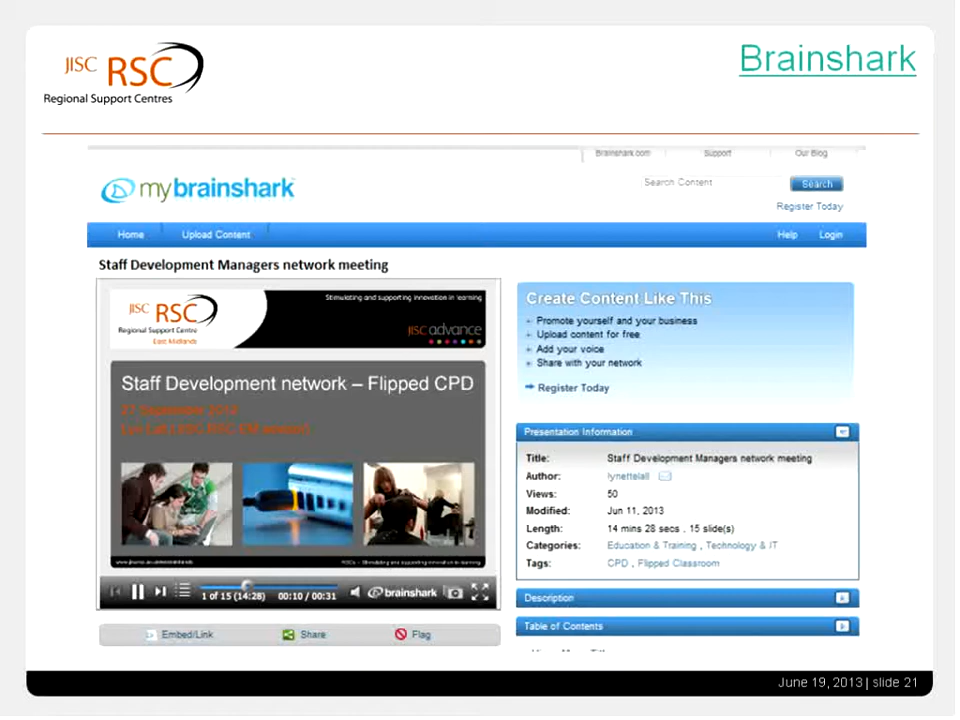 JISC RSC
Regional Support Centres
Brainshark
Brainshark.com Support Our Blog
mybrainshark
Search Content Search
Register Today
Home Upload Content Help Login
Staff Development Managers network meeting
JISC RSC
Regional Support Centre
East Midlands
Stimulating and supporting innovation in learning
JISC advance
Staff Development network – Flipped CPD
1 of 15 (14:28) 00:10 / 00:31 brainshark
Embed/Link Share Flag
Create Content Like This
Promote yourself and your business
Upload content for free
Add your voice
Share with your network
Register Today
Presentation Information
Title: Staff Development Managers network meeting
Author: lynettelall
Views: 50
Modified: Jun 11, 2013
Length: 14 mins 28 secs . 15 slide(s)
Categories: Education & Training , Technology & IT
Tags: CPD , Flipped Classroom
Description
Table of Contents
June 19, 2013 | slide 21